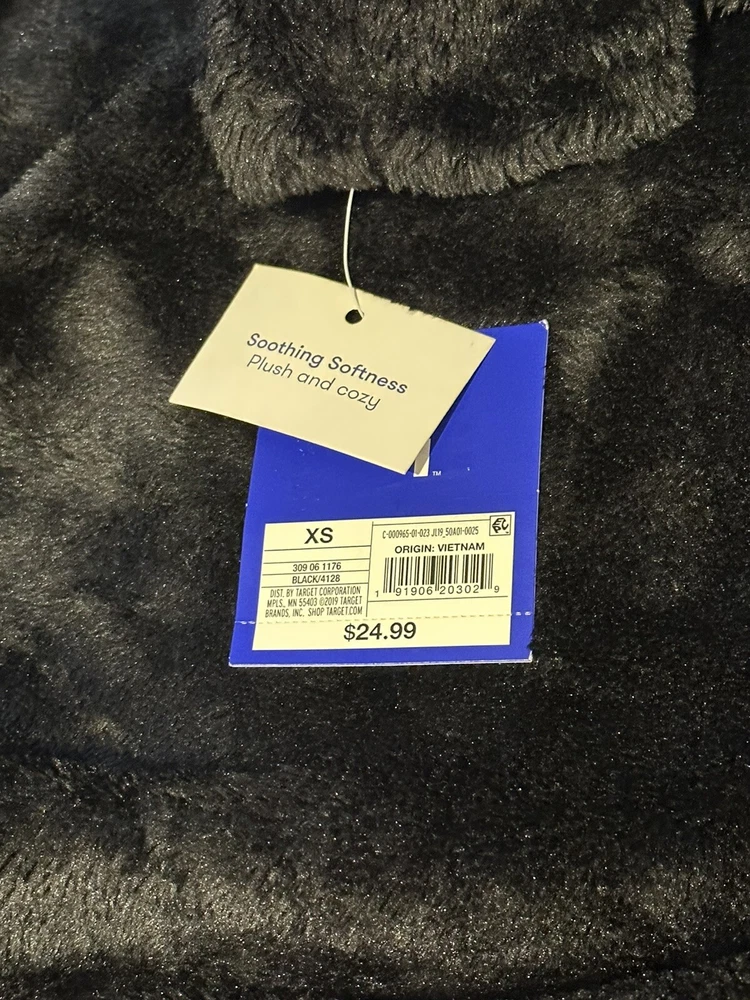 Soothing Softness
Plush and cozy
TM
XS
309 06 1176
BLACK/4128
DIST. BY TARGET CORPORATION
MPLS, MN 55403 ©2019 TARGET
BRANDS, INC. SHOP TARGET.COM
C-000965-01-023 JL19_50A01-0025
ORIGIN: VIETNAM
1 91906 20302 9
$24.99